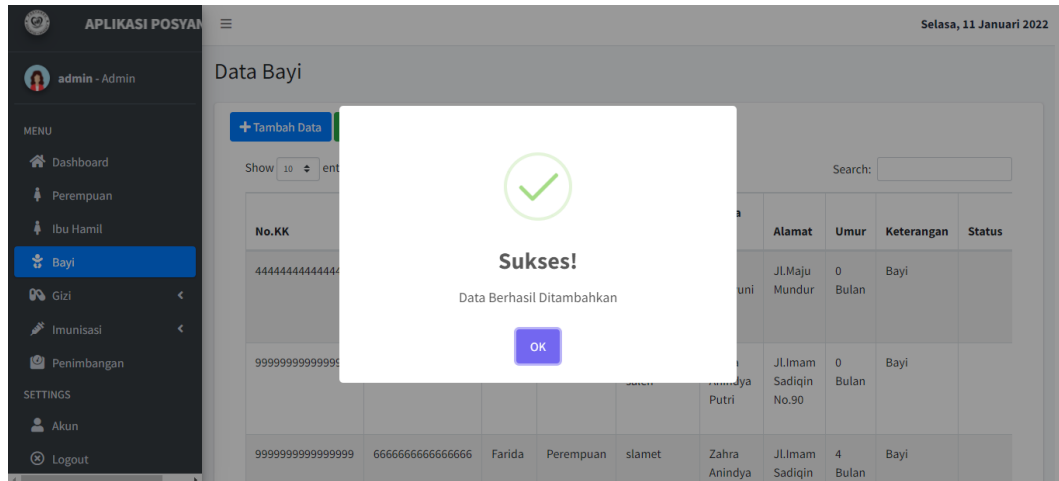 APLIKASI POSYAN
Selasa, 11 Januari 2022
admin - Admin
Data Bayi
MENU
Tambah Data
Dashboard
Show 10 ent
Search:
Perempuan
Ibu Hamil
No.KK
Alamat Umur Keterangan Status
Bayi
Sukses!
Data Berhasil Ditambahkan
OK
Jl.Maju 0 Bayi
uni Mundur Bulan
Gizi
Imunisasi
Penimbangan
Jl.Imam 0 Bayi
Anindya Sadiqin Bulan
Putri No.90
SETTINGS
Akun
Logout
9999999999999999 6666666666666666 Farida Perempuan slamet Zahra Jl.Imam 4 Bayi
Anindya Sadiqin Bulan